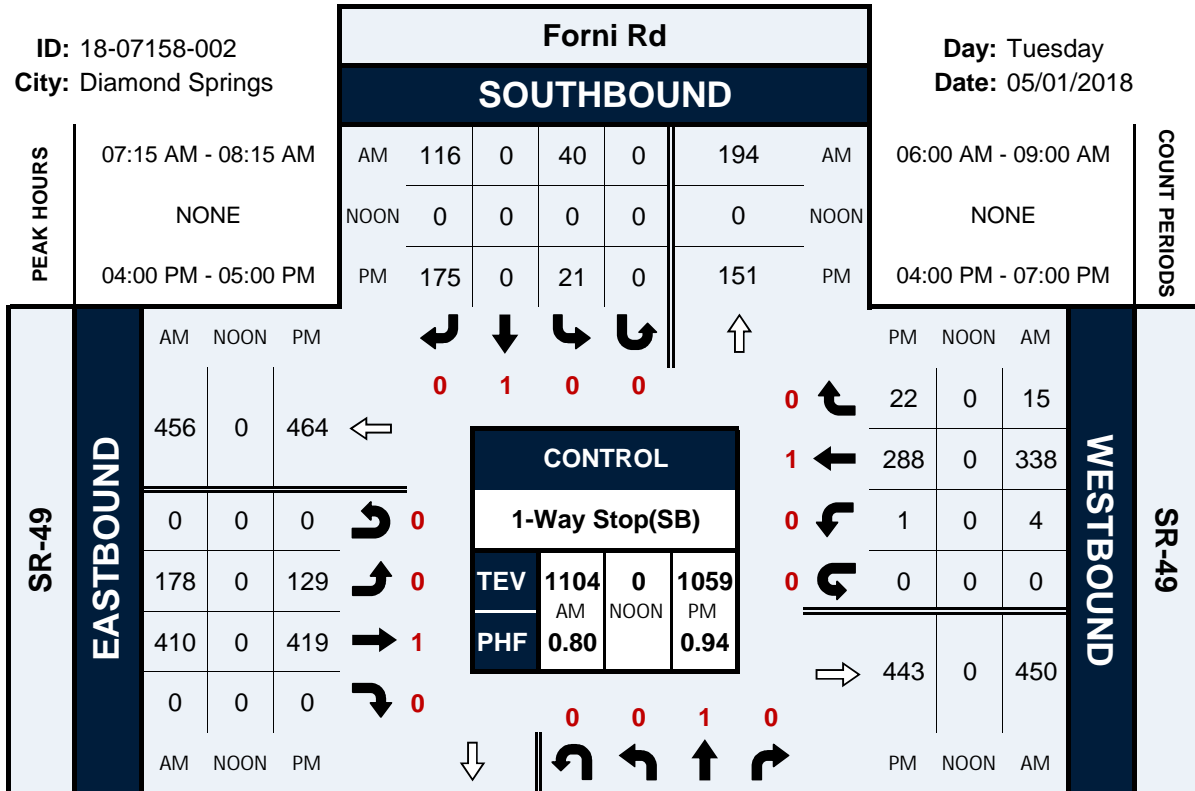 Forni Rd
ID: 18-07158-002
Day: Tuesday
City: Diamond Springs
Date: 05/01/2018
SOUTHBOUND
PEAK HOURS
07:15 AM - 08:15 AM
AM 116 0 40 0 194 AM
06:00 AM - 09:00 AM
COUNT PERIODS
NONE
NOON 0 0 0 0 0 NOON
NONE
04:00 PM - 05:00 PM
PM 175 0 21 0 151 PM
04:00 PM - 07:00 PM
AM NOON PM
PM NOON AM
0 1 0 0
SR-49
EASTBOUND
456 0 464
0 0 0 0
178 0 129 0
410 0 419 1
0 0 0 0
AM NOON PM
CONTROL
1-Way Stop(SB)
TEV 1104 0 1059
AM NOON PM
PHF 0.80 0.94
0 22 0 15
1 288 0 338
0 1 0 4
0 0 0 0
443 0 450
PM NOON AM
WESTBOUND
SR-49
0 0 1 0